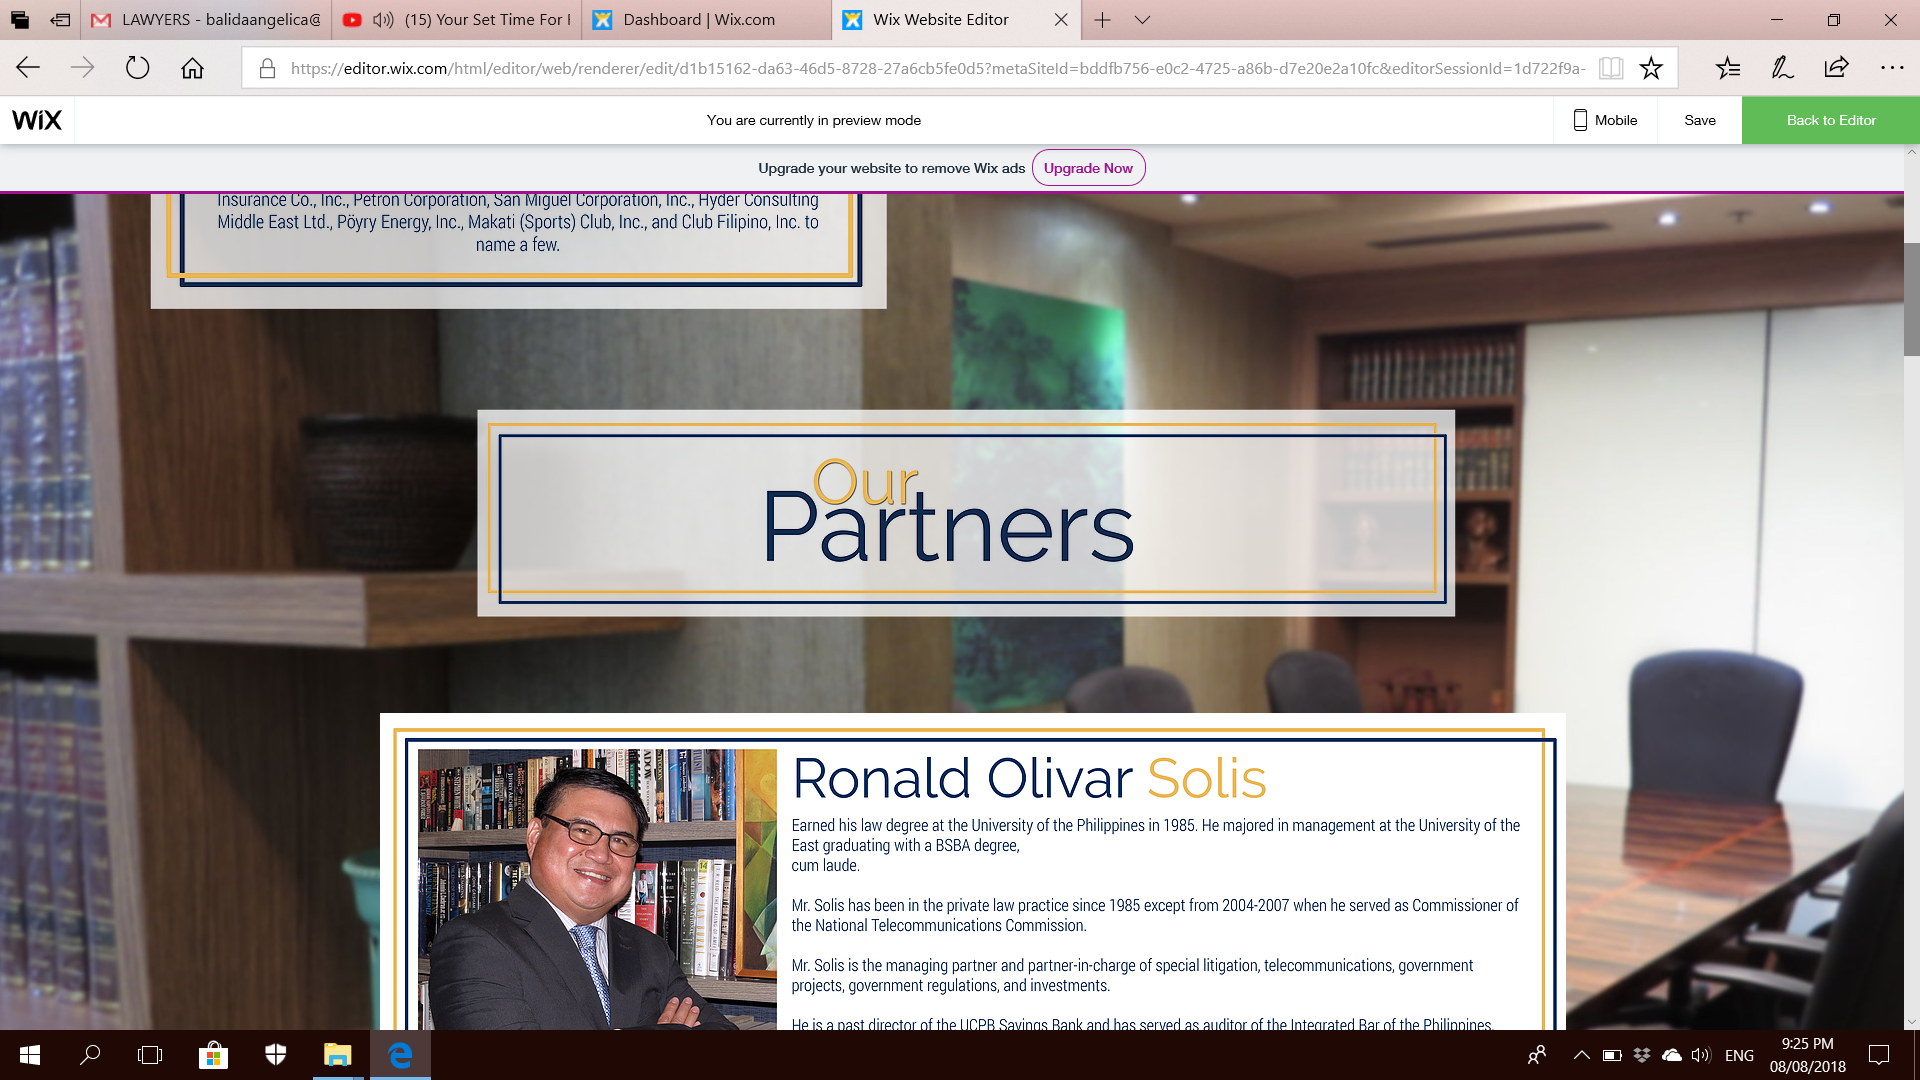 LAWYERS - balidaangelica@
(15) Your Set Time For
Dashboard | Wix.com
Wix Website Editor
https://editor.wix.com/html/editor/web/renderer/edit/d1b15162-da63-46d5-8728-27a6cb5fe0d5?metaSiteId=bddfb756-e0c2-4725-a86b-d7e20e2a10fc&editorSessionId=1d722f9a-
WiX
You are currently in preview mode
Mobile
Save
Back to Editor
Upgrade your website to remove Wix ads
Upgrade Now
Insurance Co., Inc., Petron Corporation, San Miguel Corporation, Inc., Hyder Consulting
Middle East Ltd., Pöyry Energy, Inc., Makati (Sports) Club, Inc., and Club Filipino, Inc. to
name a few.
Our
Partners
Ronald Olivar Solis
Earned his law degree at the University of the Philippines in 1985. He majored in management at the University of the
East graduating with a BSBA degree,
cum laude.
Mr. Solis has been in the private law practice since 1985 except from 2004-2007 when he served as Commissioner of
the National Telecommunications Commission.
Mr. Solis is the managing partner and partner-in-charge of special litigation, telecommunications, government
projects, government regulations, and investments.
He is a past director of the UCPB Savings Bank and has served as auditor of the Integrated Bar of the Philippines.
ENG
9:25 PM
08/08/2018